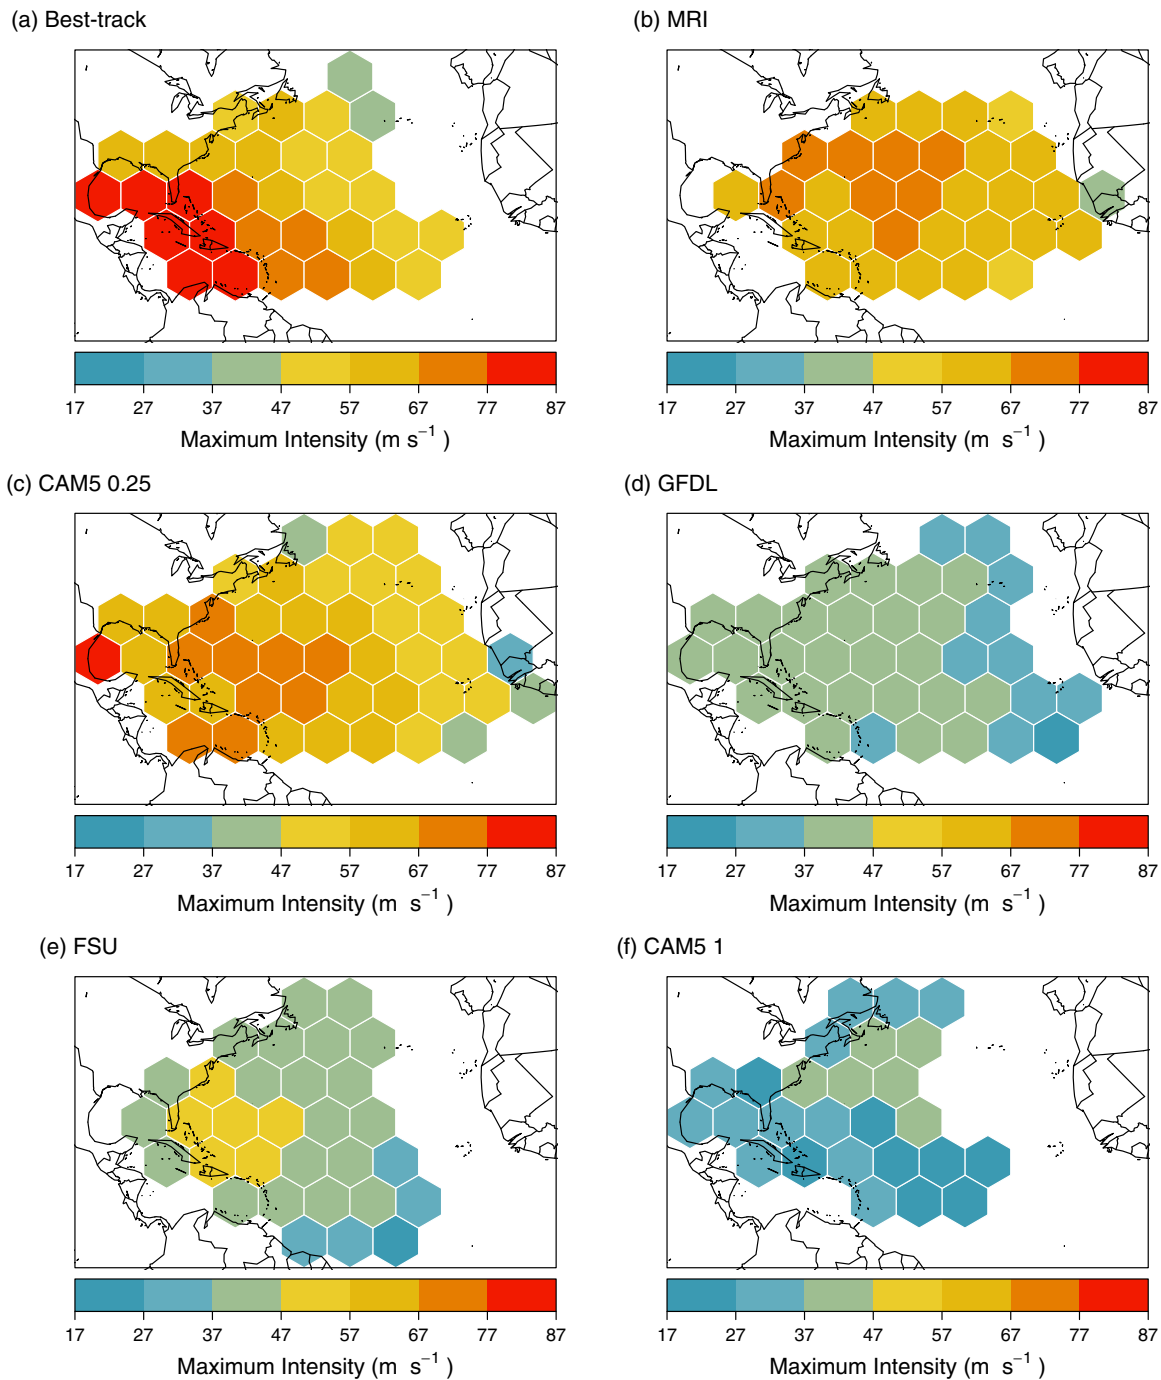 (a) Best-track
(b) MRI
17 27 37 47 57 67 77 87
17 27 37 47 57 67 77 87
Maximum Intensity (m s−1 )
Maximum Intensity (m s−1 )
(c) CAM5 0.25
(d) GFDL
17 27 37 47 57 67 77 87
17 27 37 47 57 67 77 87
Maximum Intensity (m s−1 )
Maximum Intensity (m s−1 )
(e) FSU
(f) CAM5 1
17 27 37 47 57 67 77 87
17 27 37 47 57 67 77 87
Maximum Intensity (m s−1 )
Maximum Intensity (m s−1 )